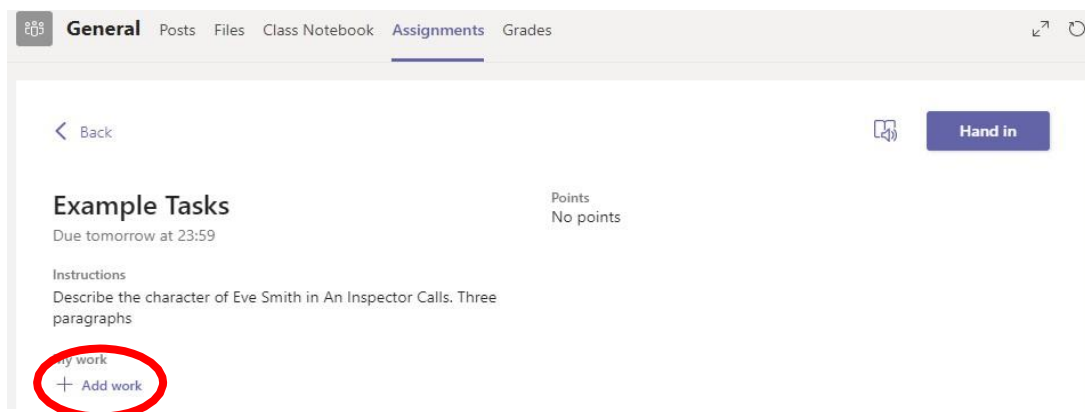 General Posts Files Class Notebook Assignments Grades
Back
Hand in
Example Tasks
Due tomorrow at 23:59
Points
No points
Instructions
Describe the character of Eve Smith in An Inspector Calls. Three
paragraphs
My work
+ Add work